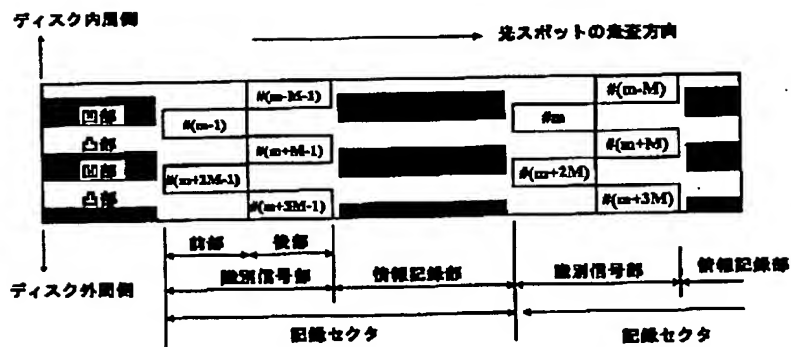 ディスク内周側
光スポットの走査方向
#(m-M-1)
#(m-M)
凹部
#(m-1)
#m
凸部
#(m+M-1)
#(m+M)
凹部
#(m+2M-1)
#(m+2M)
凸部
#(m+3M-1)
#(m+3M)
前部
後部
ディスク外周側
識別信号部
情報記録部
識別信号部
情報記録部
記録セクタ
記録セクタ